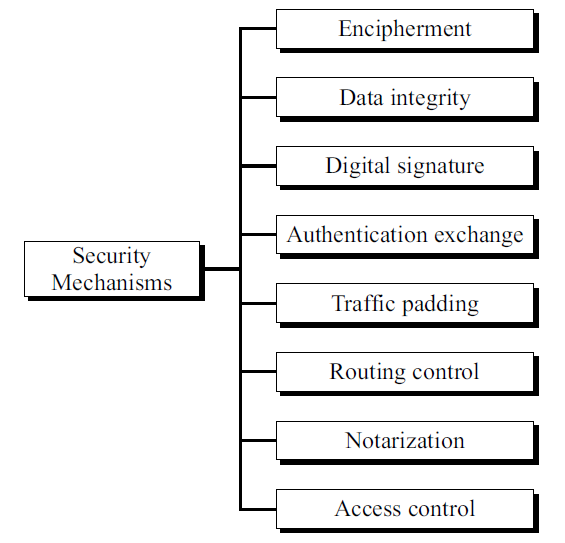 Encipherment
Data integrity
Digital signature
Authentication exchange
Security
Mechanisms
Traffic padding
Routing control
Notarization
Access control